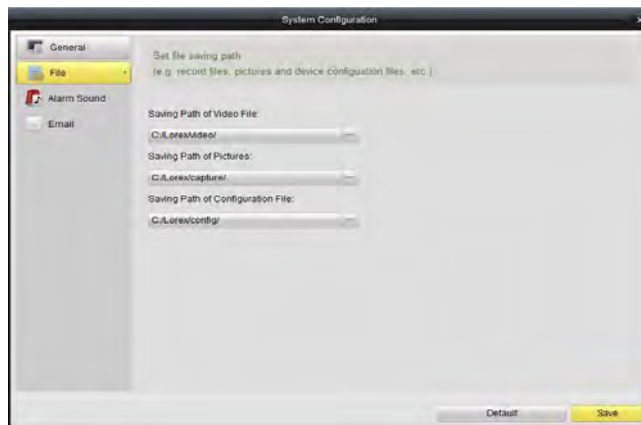 System Configuration
General
File
Alarm Sound
Email
Set file saving path
(e.g. record files, pictures and device configuation files, etc.)
Saving Path of Video File:
C:/Lorex/video/
Saving Path of Pictures:
C:/Lorex/capture/
Saving Path of Configuration File:
C:/Lorex/config/
Default
Save